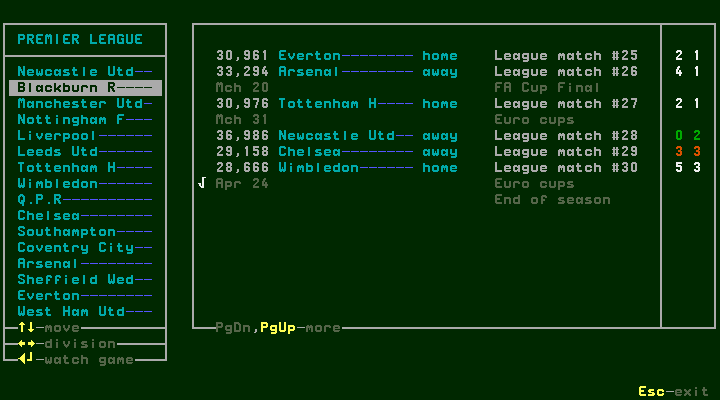 PREMIER LEAGUE
Newcastle Utd
Blackburn R
Manchester Utd
Nottingham F
Liverpool
Leeds Utd
Tottenham H
Wimbledon
Q.P.R
Chelsea
Southampton
Coventry City
Arsenal
Sheffield Wed
Everton
West Ham Utd
↑↓ move
←→ division
↵ watch game
30,961 Everton home League match #25 2 1
33,294 Arsenal away League match #26 4 1
Mch 20 FA Cup Final
30,976 Tottenham H home League match #27 2 1
Mch 31 Euro cups
36,986 Newcastle Utd away League match #28 0 2
29,158 Chelsea away League match #29 3 3
28,666 Wimbledon home League match #30 5 3
√ Apr 24 Euro cups
End of season
PgDn,PgUp-more
Esc-exit